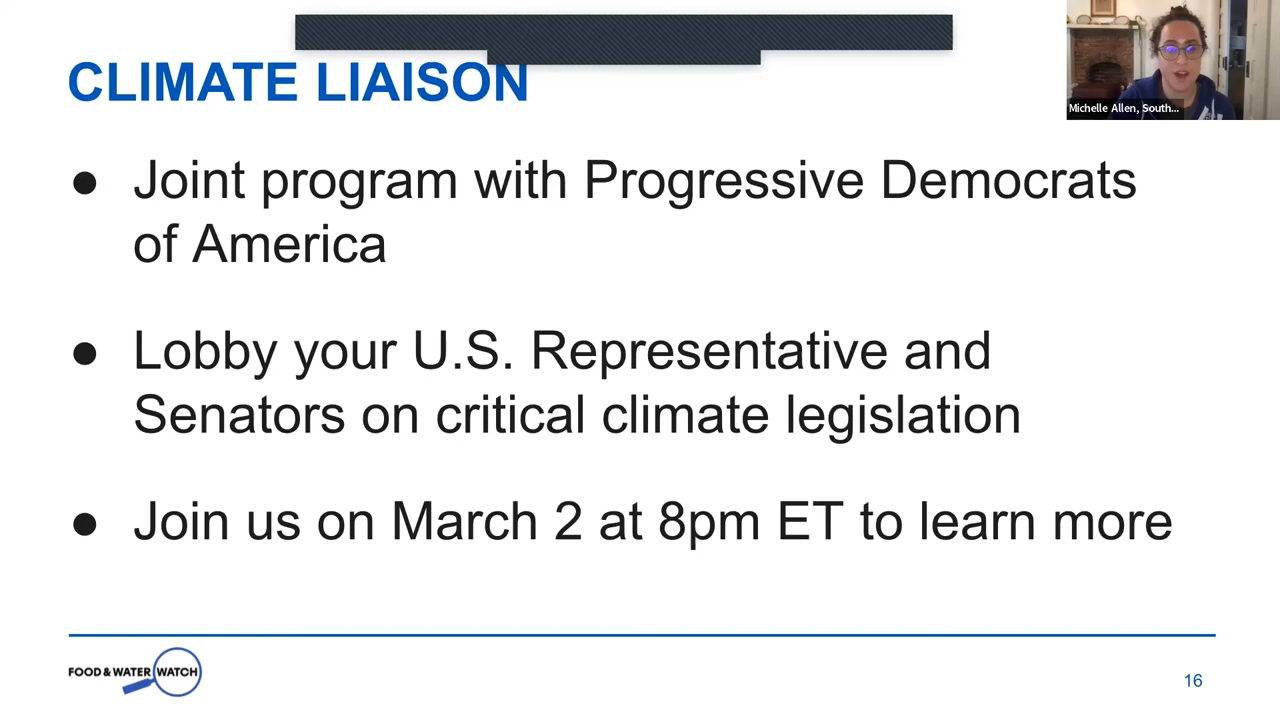 CLIMATE LIAISON
Michelle Allen, South...
● Joint program with Progressive Democrats
of America
● Lobby your U.S. Representative and
Senators on critical climate legislation
● Join us on March 2 at 8pm ET to learn more
FOOD & WATER WATCH
16